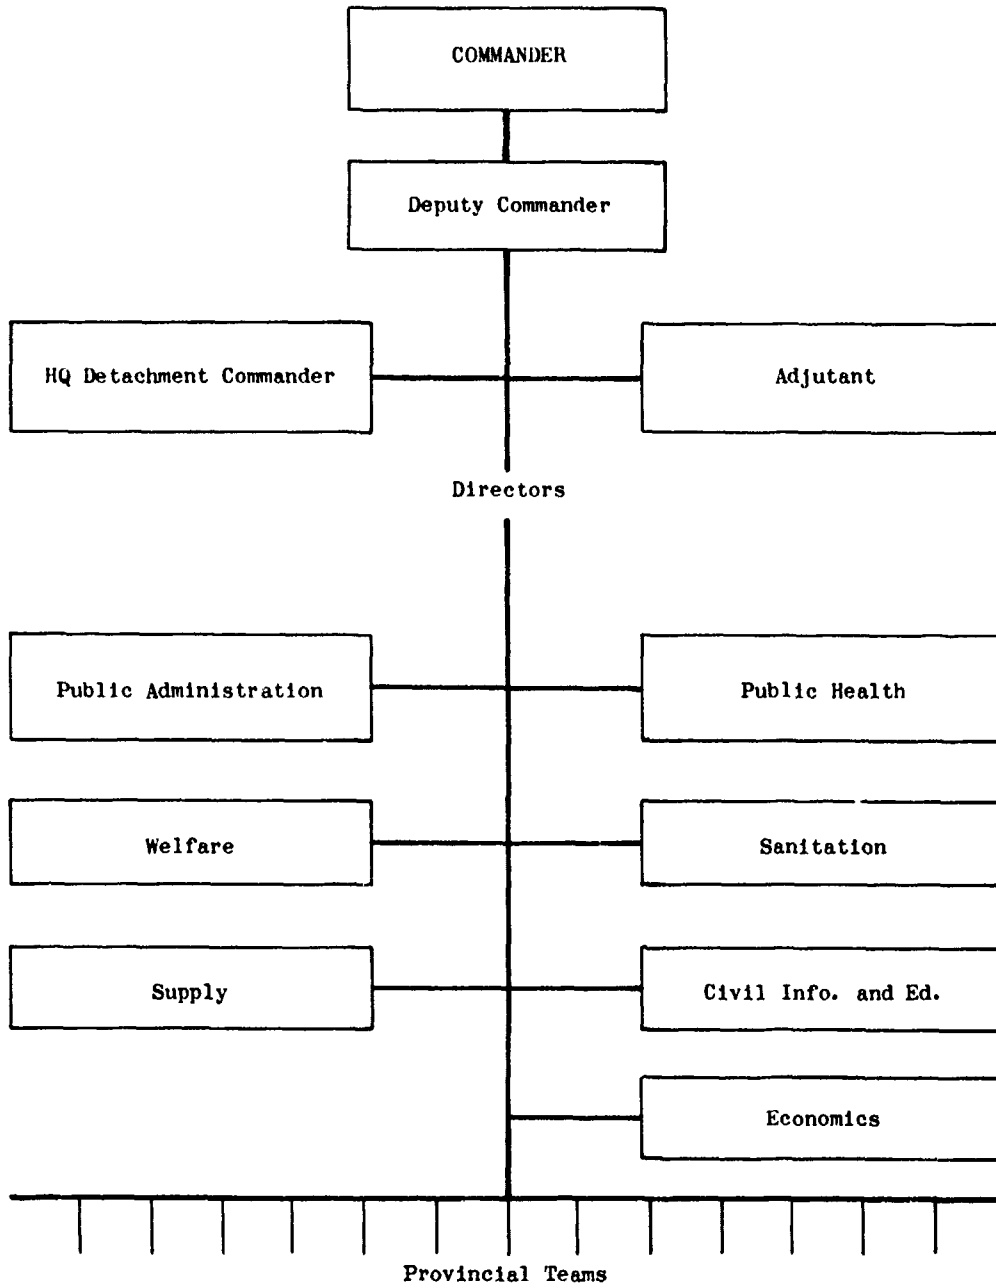 COMMANDER
Deputy Commander
HQ Detachment Commander
Adjutant
Directors
Public Administration
Public Health
Welfare
Sanitation
Supply
Civil Info. and Ed.
Economics
Provincial Teams